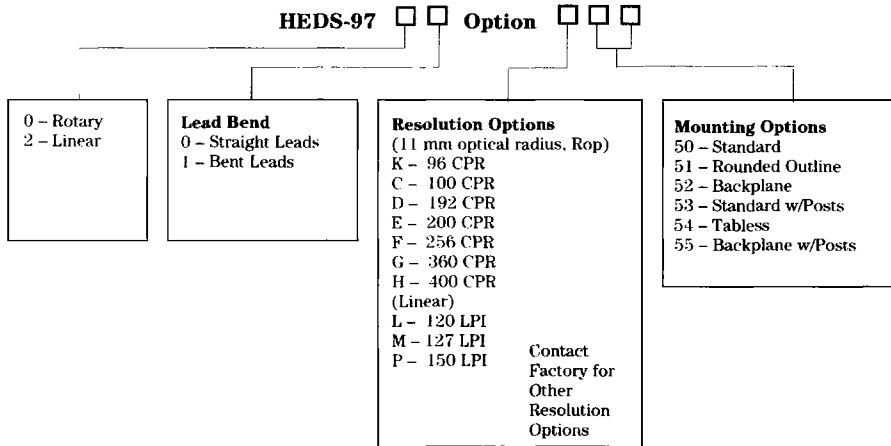 HEDS-97 □ □ Option □ □ □
0 – Rotary
2 – Linear
Lead Bend
0 – Straight Leads
1 – Bent Leads
Resolution Options
(11 mm optical radius, Rop)
K – 96 CPR
C – 100 CPR
D – 192 CPR
E – 200 CPR
F – 256 CPR
G – 360 CPR
H – 400 CPR
(Linear)
L – 120 LPI
M – 127 LPI
P – 150 LPI
Contact
Factory for
Other
Resolution
Options
Mounting Options
50 – Standard
51 – Rounded Outline
52 – Backplane
53 – Standard w/Posts
54 – Tabless
55 – Backplane w/Posts